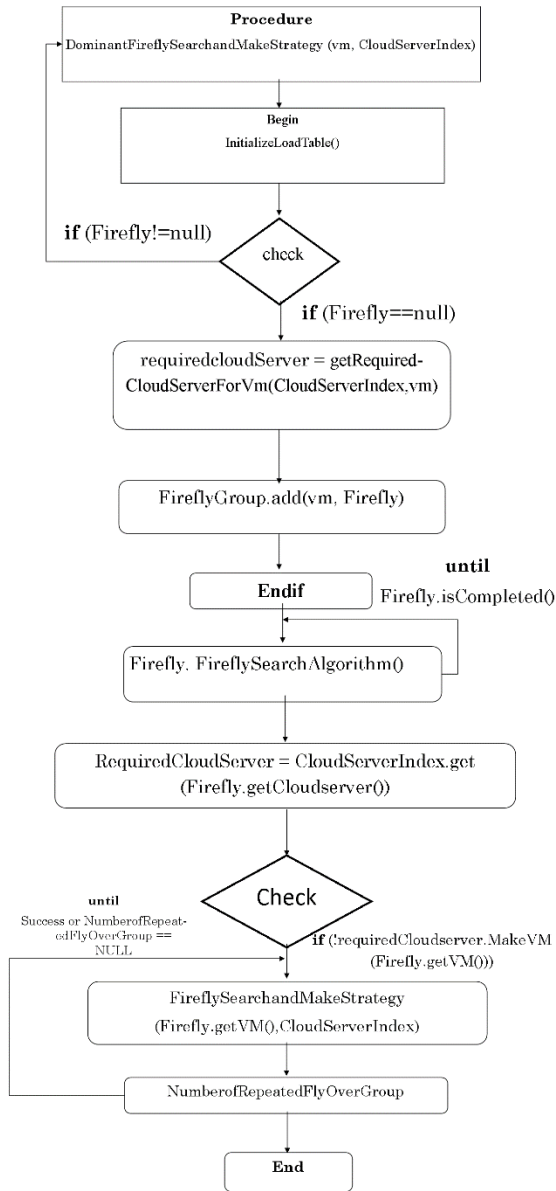 Procedure
DominantFireflySearchandMakeStrategy (vm, CloudServerIndex)
Begin
InitializeLoadTable()
if (Firefly!=null)
check
if (Firefly==null)
requiredcloudServer = getRequired-
CloudServerForVm(CloudServerIndex,vm)
FireflyGroup.add(vm, Firefly)
Endif
until
Firefly.isCompleted()
Firefly. FireflySearchAlgorithm()
RequiredCloudServer = CloudServerIndex.get
(Firefly.getCloudserver())
Check
until
Success or NumberofRepeat-
edFlyOverGroup ==
NULL
if (!requiredCloudserver.MakeVM
(Firefly.getVM()))
FireflySearchandMakeStrategy
(Firefly.getVM(),CloudServerIndex)
NumberofRepeatedFlyOverGroup
End